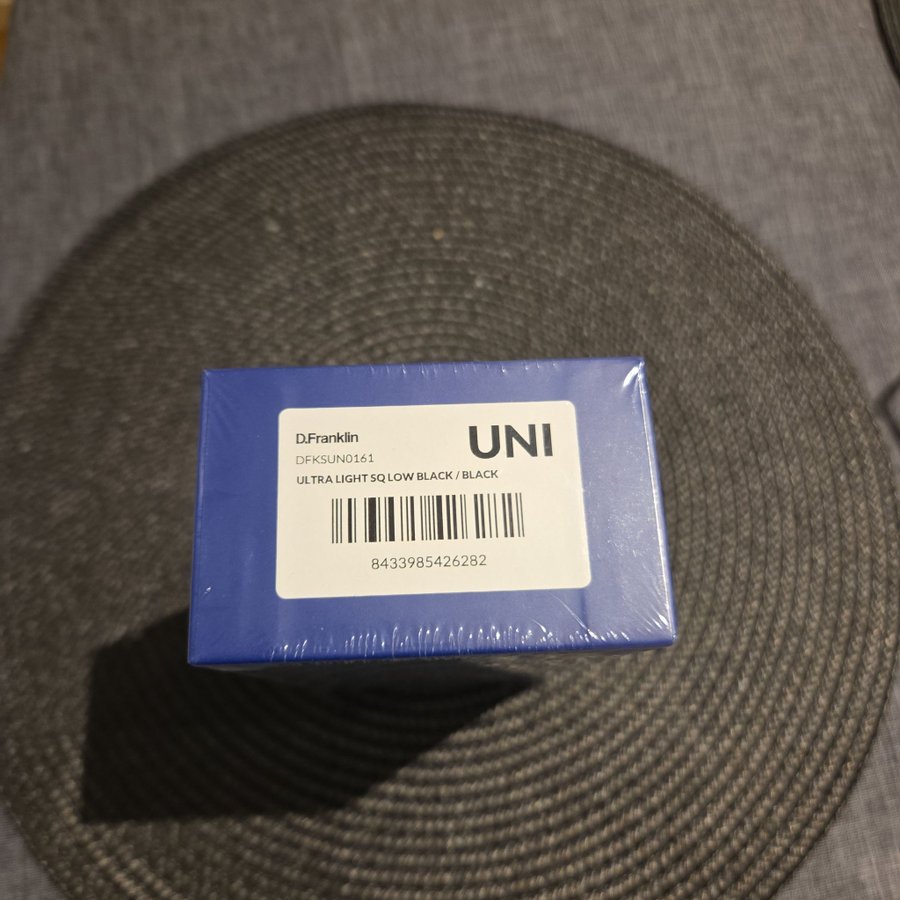 D.Franklin
UNI
DFKSUN0161
ULTRA LIGHT SQ LOW BLACK / BLACK
8433985426282